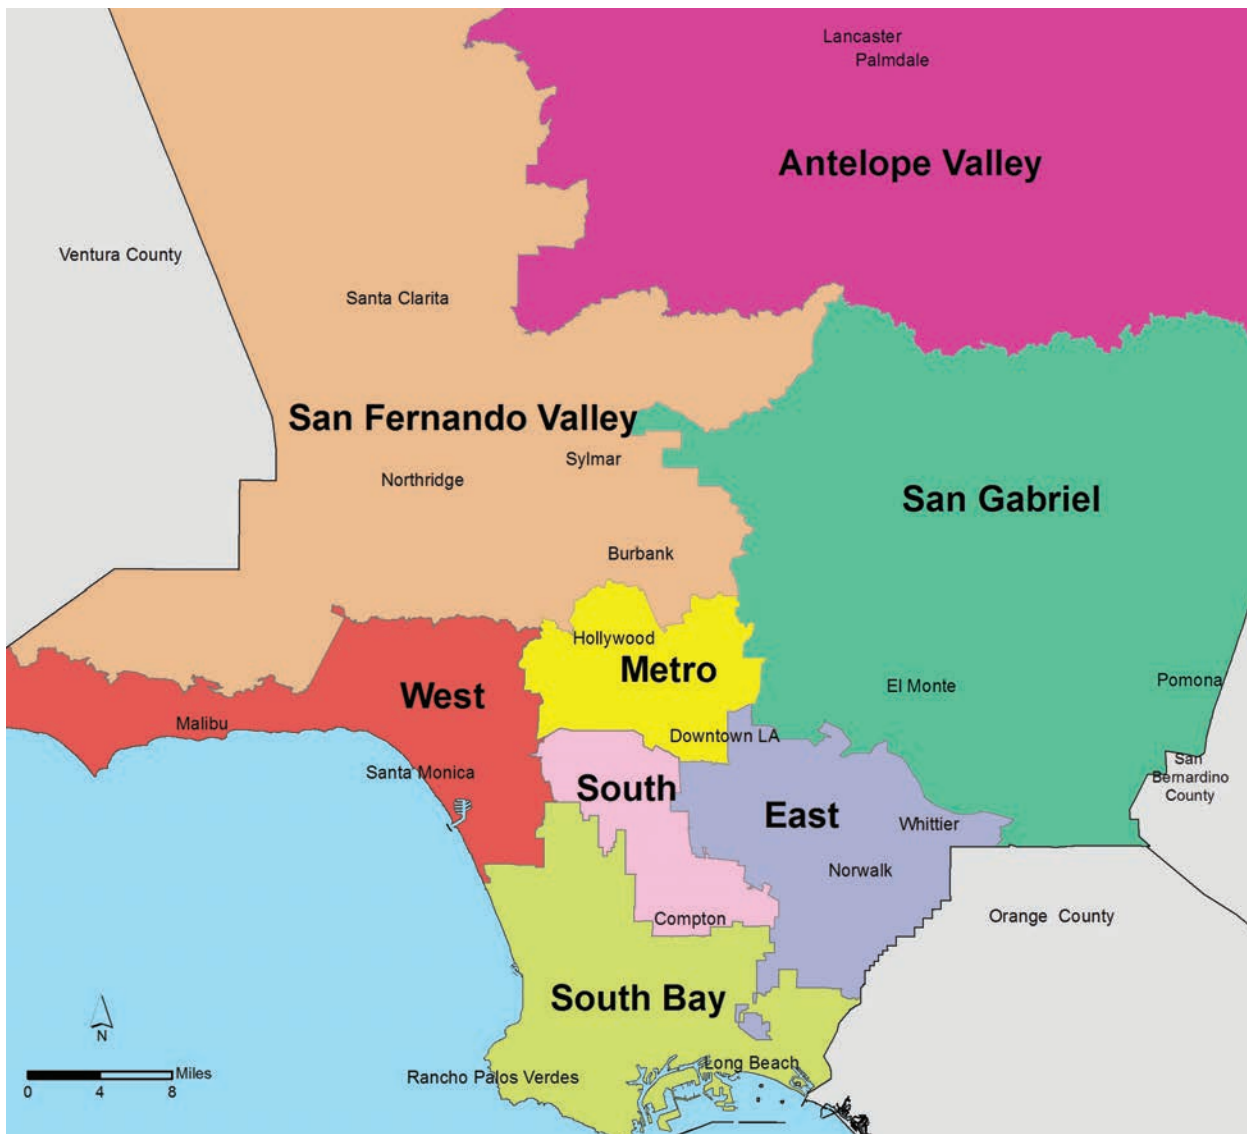 Lancaster
Palmdale
Antelope Valley
Ventura County
Santa Clarita
San Fernando Valley
Sylmar
Northridge
San Gabriel
Burbank
Hollywood
Metro
El Monte
Pomona
West
Malibu
Downtown LA
Santa Monica
San
Bernardino
County
South
East
Whittier
Norwalk
Compton
Orange County
South Bay
N
Long Beach
Rancho Palos Verdes
Miles
0 4 8